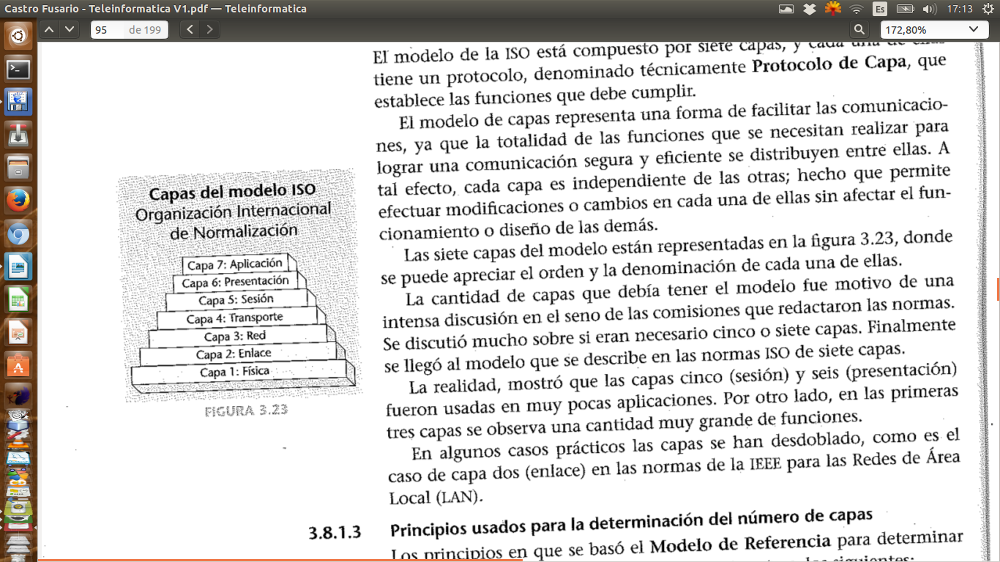 Castro Fusario - Teleinformatica V1.pdf — Teleinformatica
Es
17:13
95 de 199
172,80%
El modelo de la ISO está compuesto por siete capas, y cada una de ellas
tiene un protocolo, denominado técnicamente Protocolo de Capa, que
establece las funciones que debe cumplir.
El modelo de capas representa una forma de facilitar las comunicacio-
nes, ya que la totalidad de las funciones que se necesitan realizar para
lograr una comunicación segura y eficiente se distribuyen entre ellas. A
tal efecto, cada capa es independiente de las otras; hecho que permite
efectuar modificaciones o cambios en cada una de ellas sin afectar el fun-
cionamiento o diseño de las demás.
Las siete capas del modelo están representadas en la figura 3.23, donde
se puede apreciar el orden y la denominación de cada una de ellas.
La cantidad de capas que debía tener el modelo fue motivo de una
intensa discusión en el seno de las comisiones que redactaron las normas.
Se discutió mucho sobre si eran necesario cinco o siete capas. Finalmente
se llegó al modelo que se describe en las normas ISO de siete capas.
La realidad, mostró que las capas cinco (sesión) y seis (presentación)
fueron usadas en muy pocas aplicaciones. Por otro lado, en las primeras
tres capas se observa una cantidad muy grande de funciones.
En algunos casos prácticos las capas se han desdoblado, como es el
caso de capa dos (enlace) en las normas de la IEEE para las Redes de Área
Local (LAN).
Capas del modelo ISO
Organización Internacional
de Normalización
Capa 7: Aplicación
Capa 6: Presentación
Capa 5: Sesión
Capa 4: Transporte
Capa 3: Red
Capa 2: Enlace
Capa 1: Física
FIGURA 3.23
3.8.1.3 Principios usados para la determinación del número de capas
Los principios en que se basó el Modelo de Referencia para determinar
siguientes: